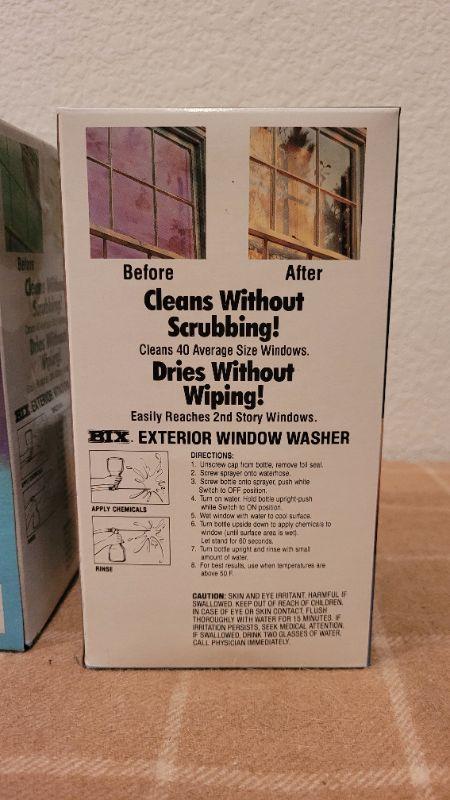 Before
After
Cleans Without
Scrubbing!
Cleans 40 Average Size Windows.
Dries Without
Wiping!
Easily Reaches 2nd Story Windows.
BIX. EXTERIOR WINDOW WASHER
APPLY CHEMICALS
RINSE
DIRECTIONS:
1. Unscrew cap from bottle, remove foil seal.
2. Screw sprayer onto waterhose.
3. Screw bottle onto sprayer, push white
Switch to OFF position.
4. Turn on water. Hold bottle upright-push
white Switch to ON position.
5. Wet window with water to cool surface.
6. Turn bottle upside down to apply chemicals to
window (until surface area is wet).
Let stand for 60 seconds.
7. Turn bottle upright and rinse with small
amount of water.
8. For best results, use when temperatures are
above 50 F.
CAUTION: SKIN AND EYE IRRITANT. HARMFUL IF
SWALLOWED. KEEP OUT OF REACH OF CHILDREN.
IN CASE OF EYE OR SKIN CONTACT, FLUSH
THOROUGHLY WITH WATER FOR 15 MINUTES. IF
IRRITATION PERSISTS, SEEK MEDICAL ATTENTION.
IF SWALLOWED, DRINK TWO GLASSES OF WATER.
CALL PHYSICIAN IMMEDIATELY.
Before
BIX. EXTERIOR